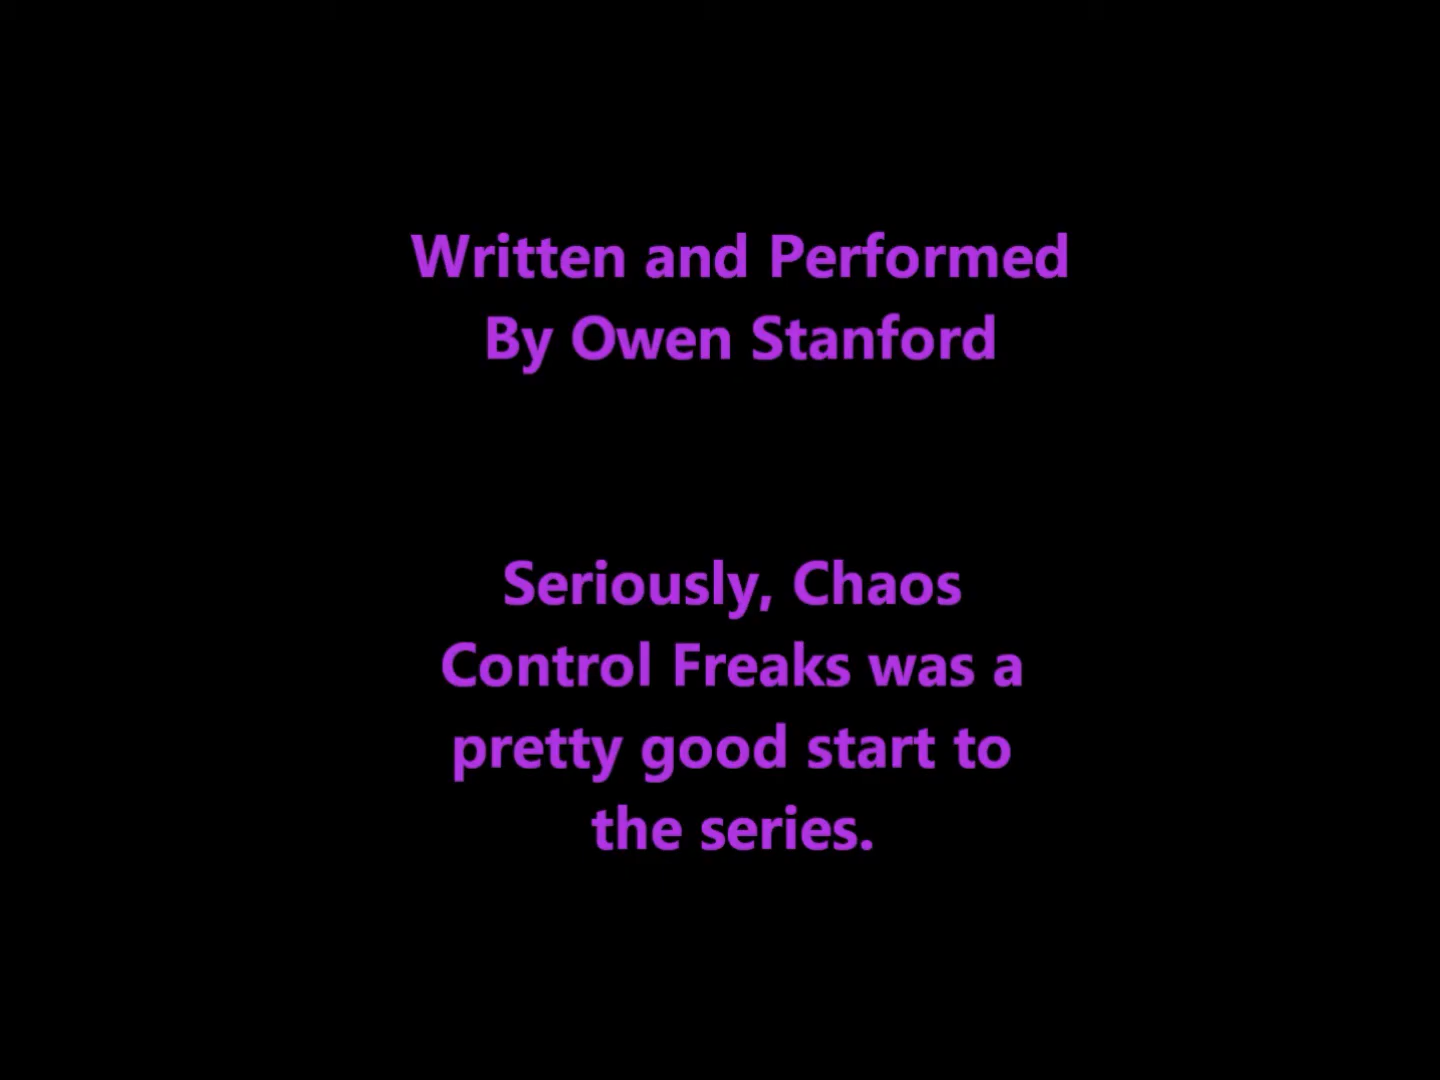 Written and Performed
By Owen Stanford
Seriously, Chaos
Control Freaks was a
pretty good start to
the series.